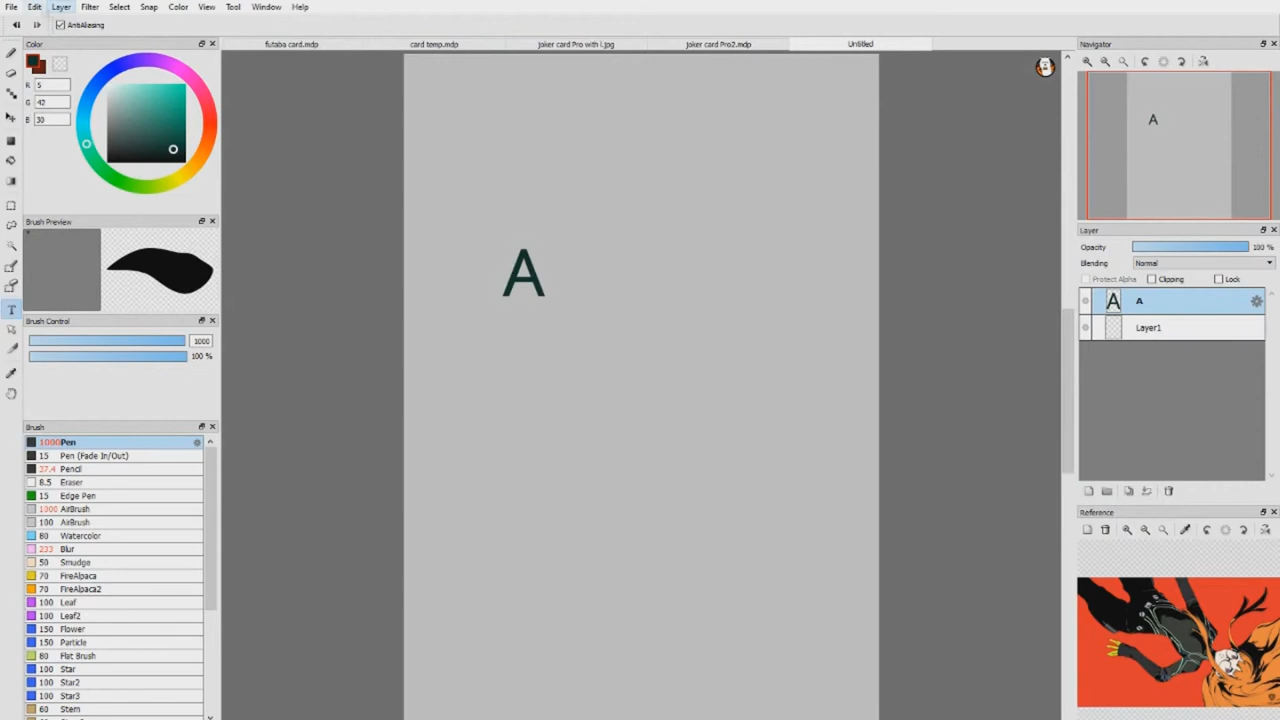 File Edit Layer Filter Brushes Select Snap Color View Tool Window Help
AntiAliasing
Color
futaba card.mdp card temp.mdp joker card Pro with l.jpg joker card Pro2.mdp Untitled
Navigator
R 5
G 42
B 30
A
Brush Preview
Layer
Opacity 100 %
Blending Normal
Protect Alpha Clipping Lock
A
A A
Layer1
Brush Control
1000
100 %
Brush
1000 Pen
15 Pen (Fade In/Out)
37.4 Pencil
8.5 Eraser
15 Edge Pen
1000 AirBrush
100 AirBrush
80 Watercolor
233 Blur
50 Smudge
70 FireAlpaca
70 FireAlpaca2
100 Leaf
100 Leaf2
150 Flower
150 Particle
80 Flat Brush
100 Star
100 Star2
100 Star3
60 Stem
Reference